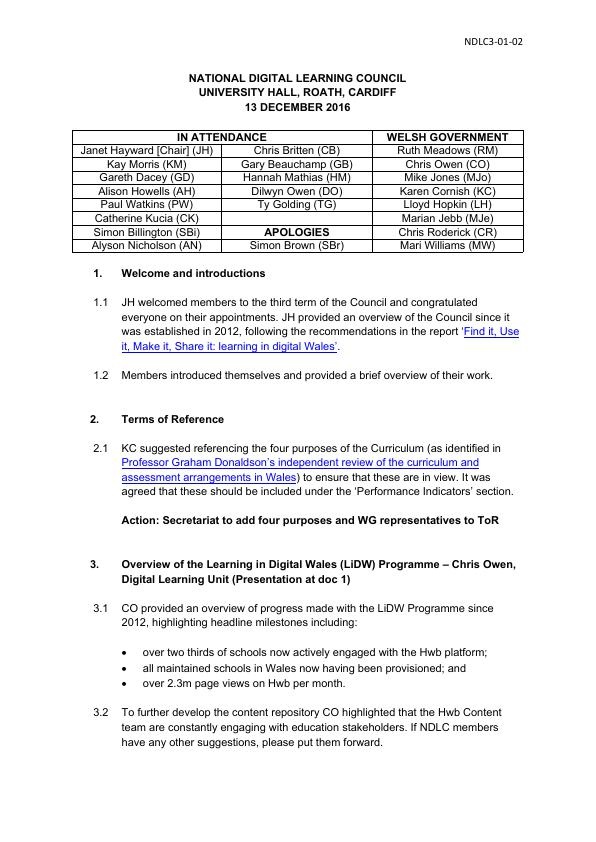 NDLC3-01-02
NATIONAL DIGITAL LEARNING COUNCIL
UNIVERSITY HALL, ROATH, CARDIFF
13 DECEMBER 2016
IN ATTENDANCE WELSH GOVERNMENT
Janet Hayward [Chair] (JH) Chris Britten (CB) Ruth Meadows (RM)
Kay Morris (KM) Gary Beauchamp (GB) Chris Owen (CO)
Gareth Dacey (GD) Hannah Mathias (HM) Mike Jones (MJo)
Alison Howells (AH) Dilwyn Owen (DO) Karen Cornish (KC)
Paul Watkins (PW) Ty Golding (TG) Lloyd Hopkin (LH)
Catherine Kucia (CK) Marian Jebb (MJe)
Simon Billington (SBi) APOLOGIES Chris Roderick (CR)
Alyson Nicholson (AN) Simon Brown (SBr) Mari Williams (MW)
1. Welcome and introductions
1.1 JH welcomed members to the third term of the Council and congratulated
everyone on their appointments. JH provided an overview of the Council since it
was established in 2012, following the recommendations in the report ‘Find it, Use
it, Make it, Share it: learning in digital Wales’.
1.2 Members introduced themselves and provided a brief overview of their work.
2. Terms of Reference
2.1 KC suggested referencing the four purposes of the Curriculum (as identified in
Professor Graham Donaldson’s independent review of the curriculum and
assessment arrangements in Wales) to ensure that these are in view. It was
agreed that these should be included under the ‘Performance Indicators’ section.
Action: Secretariat to add four purposes and WG representatives to ToR
3. Overview of the Learning in Digital Wales (LiDW) Programme – Chris Owen,
Digital Learning Unit (Presentation at doc 1)
3.1 CO provided an overview of progress made with the LiDW Programme since
2012, highlighting headline milestones including:
• over two thirds of schools now actively engaged with the Hwb platform;
• all maintained schools in Wales now having been provisioned; and
• over 2.3m page views on Hwb per month.
3.2 To further develop the content repository CO highlighted that the Hwb Content
team are constantly engaging with education stakeholders. If NDLC members
have any other suggestions, please put them forward.